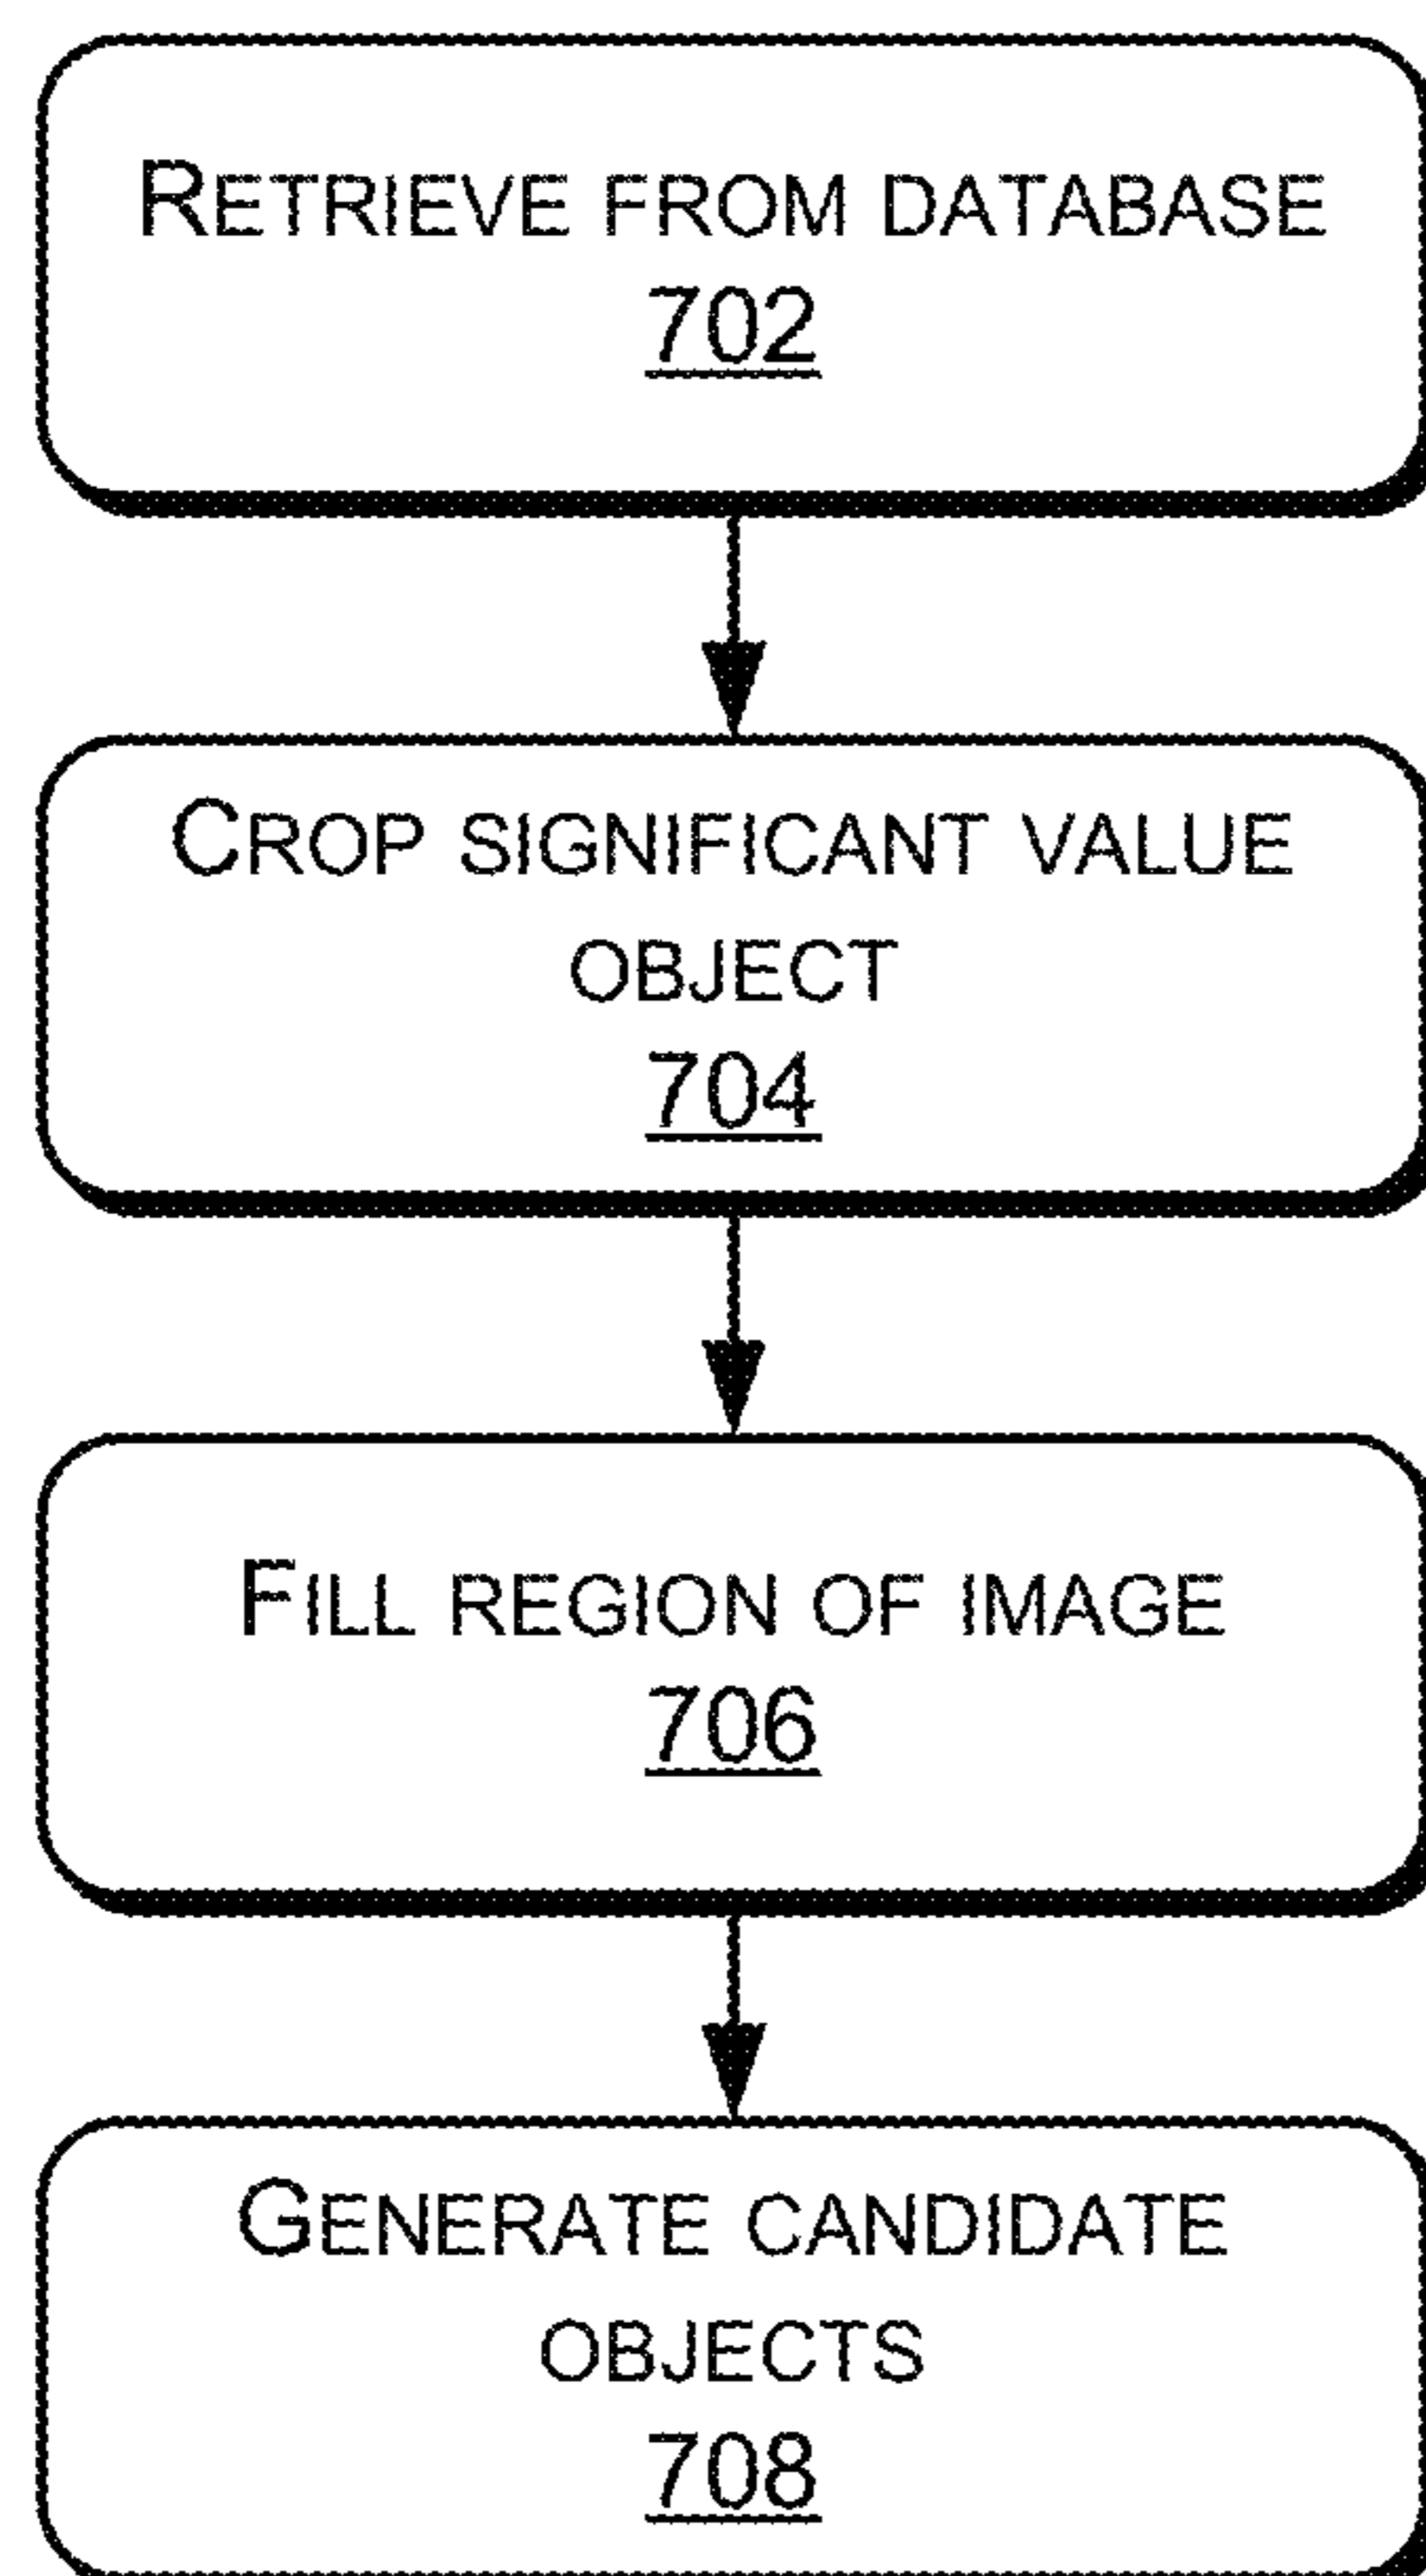 RETRIEVE FROM DATABASE
702
CROP SIGNIFICANT VALUE
OBJECT
704
FILL REGION OF IMAGE
706
GENERATE CANDIDATE
OBJECTS
708